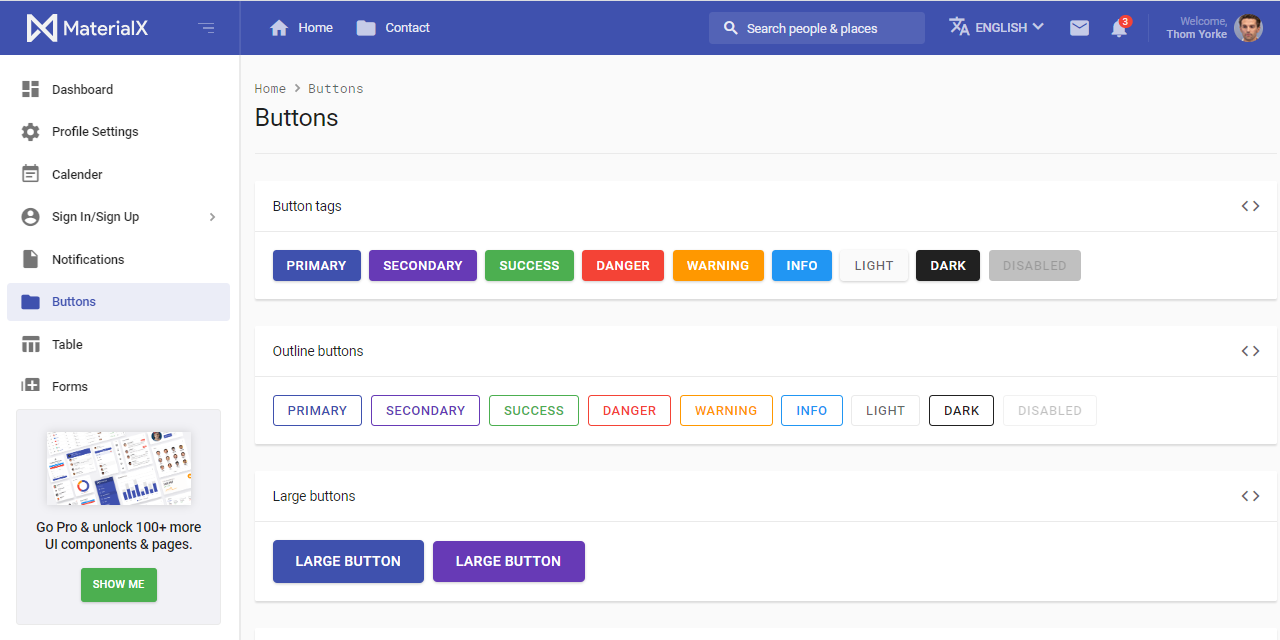 MaterialX
Home
Contact
Search people & places
ENGLISH
3
Welcome,
Thom Yorke
Dashboard
Profile Settings
Calender
Sign In/Sign Up
Notifications
Buttons
Table
Forms
Go Pro & unlock 100+ more
UI components & pages.
SHOW ME
Home > Buttons
Buttons
Button tags
PRIMARY SECONDARY SUCCESS DANGER WARNING INFO LIGHT DARK DISABLED
Outline buttons
PRIMARY SECONDARY SUCCESS DANGER WARNING INFO LIGHT DARK DISABLED
Large buttons
LARGE BUTTON LARGE BUTTON